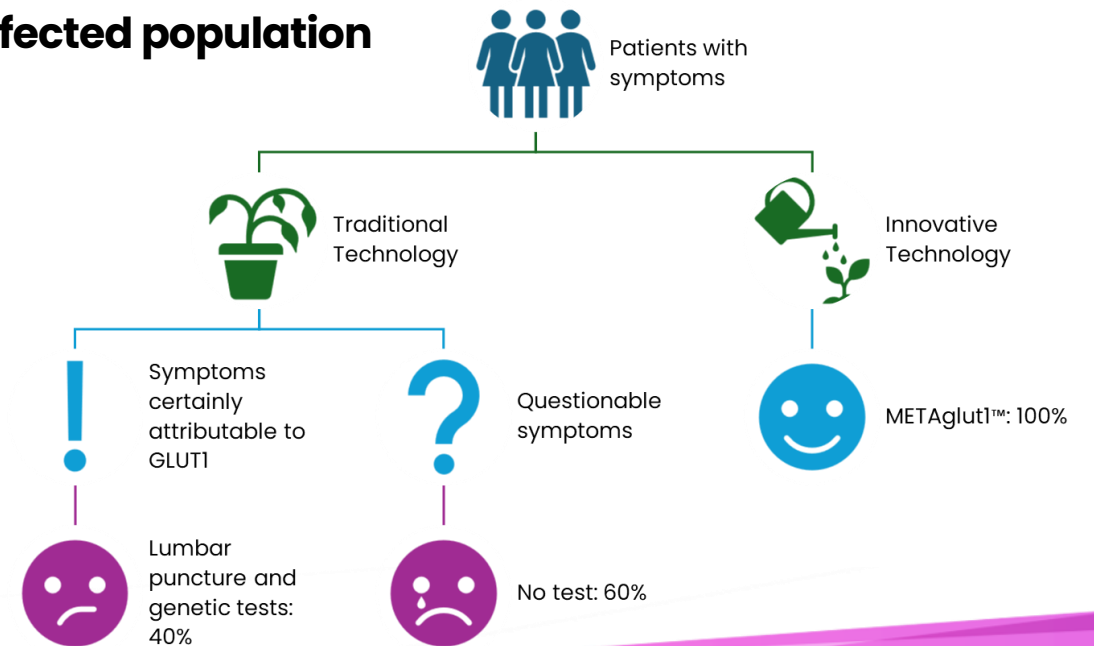 fected population
Patients with
symptoms
Traditional
Technology
Innovative
Technology
Symptoms
certainly
attributable to
GLUT1
Questionable
symptoms
METAglut1™: 100%
Lumbar
puncture and
genetic tests:
40%
No test: 60%